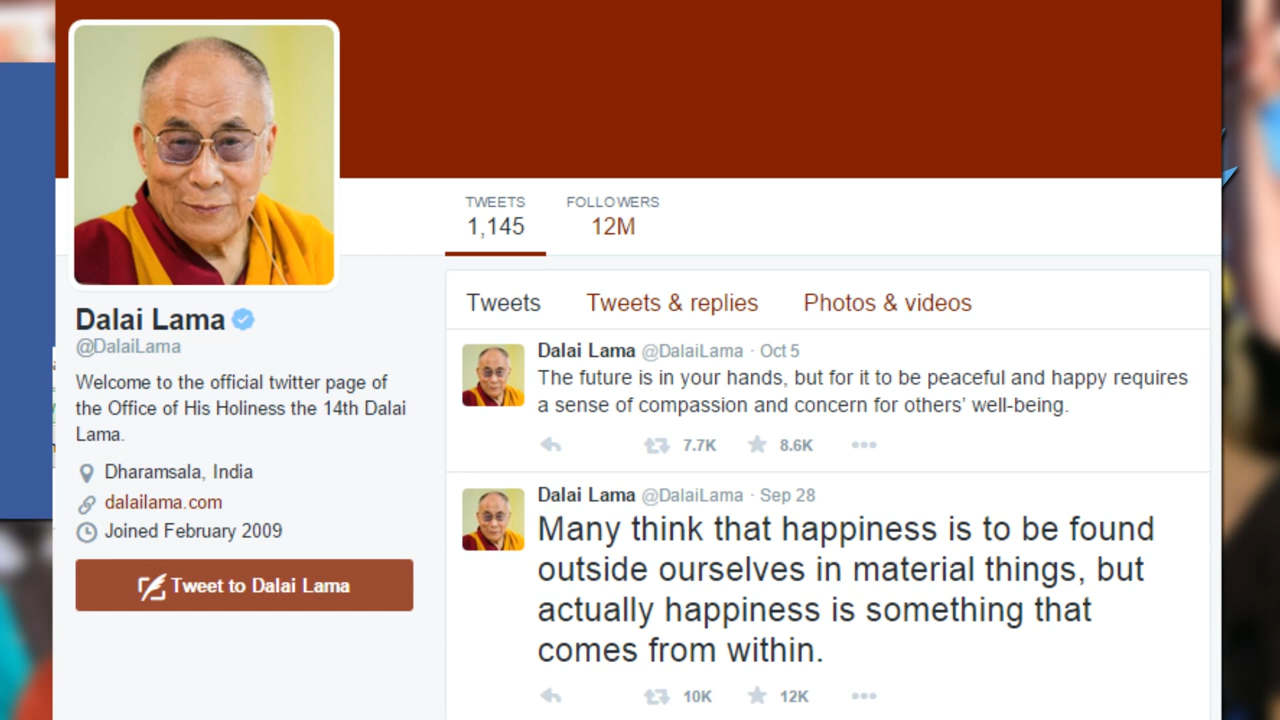 TWEETS
1,145
FOLLOWERS
12M
Dalai Lama
@DalaiLama
Welcome to the official twitter page of
the Office of His Holiness the 14th Dalai
Lama.
Dharamsala, India
dalailama.com
Joined February 2009
Tweet to Dalai Lama
Tweets
Tweets & replies
Photos & videos
Dalai Lama @DalaiLama · Oct 5
The future is in your hands, but for it to be peaceful and happy requires
a sense of compassion and concern for others’ well-being.
7.7K
8.6K
Dalai Lama @DalaiLama · Sep 28
Many think that happiness is to be found
outside ourselves in material things, but
actually happiness is something that
comes from within.
10K
12K